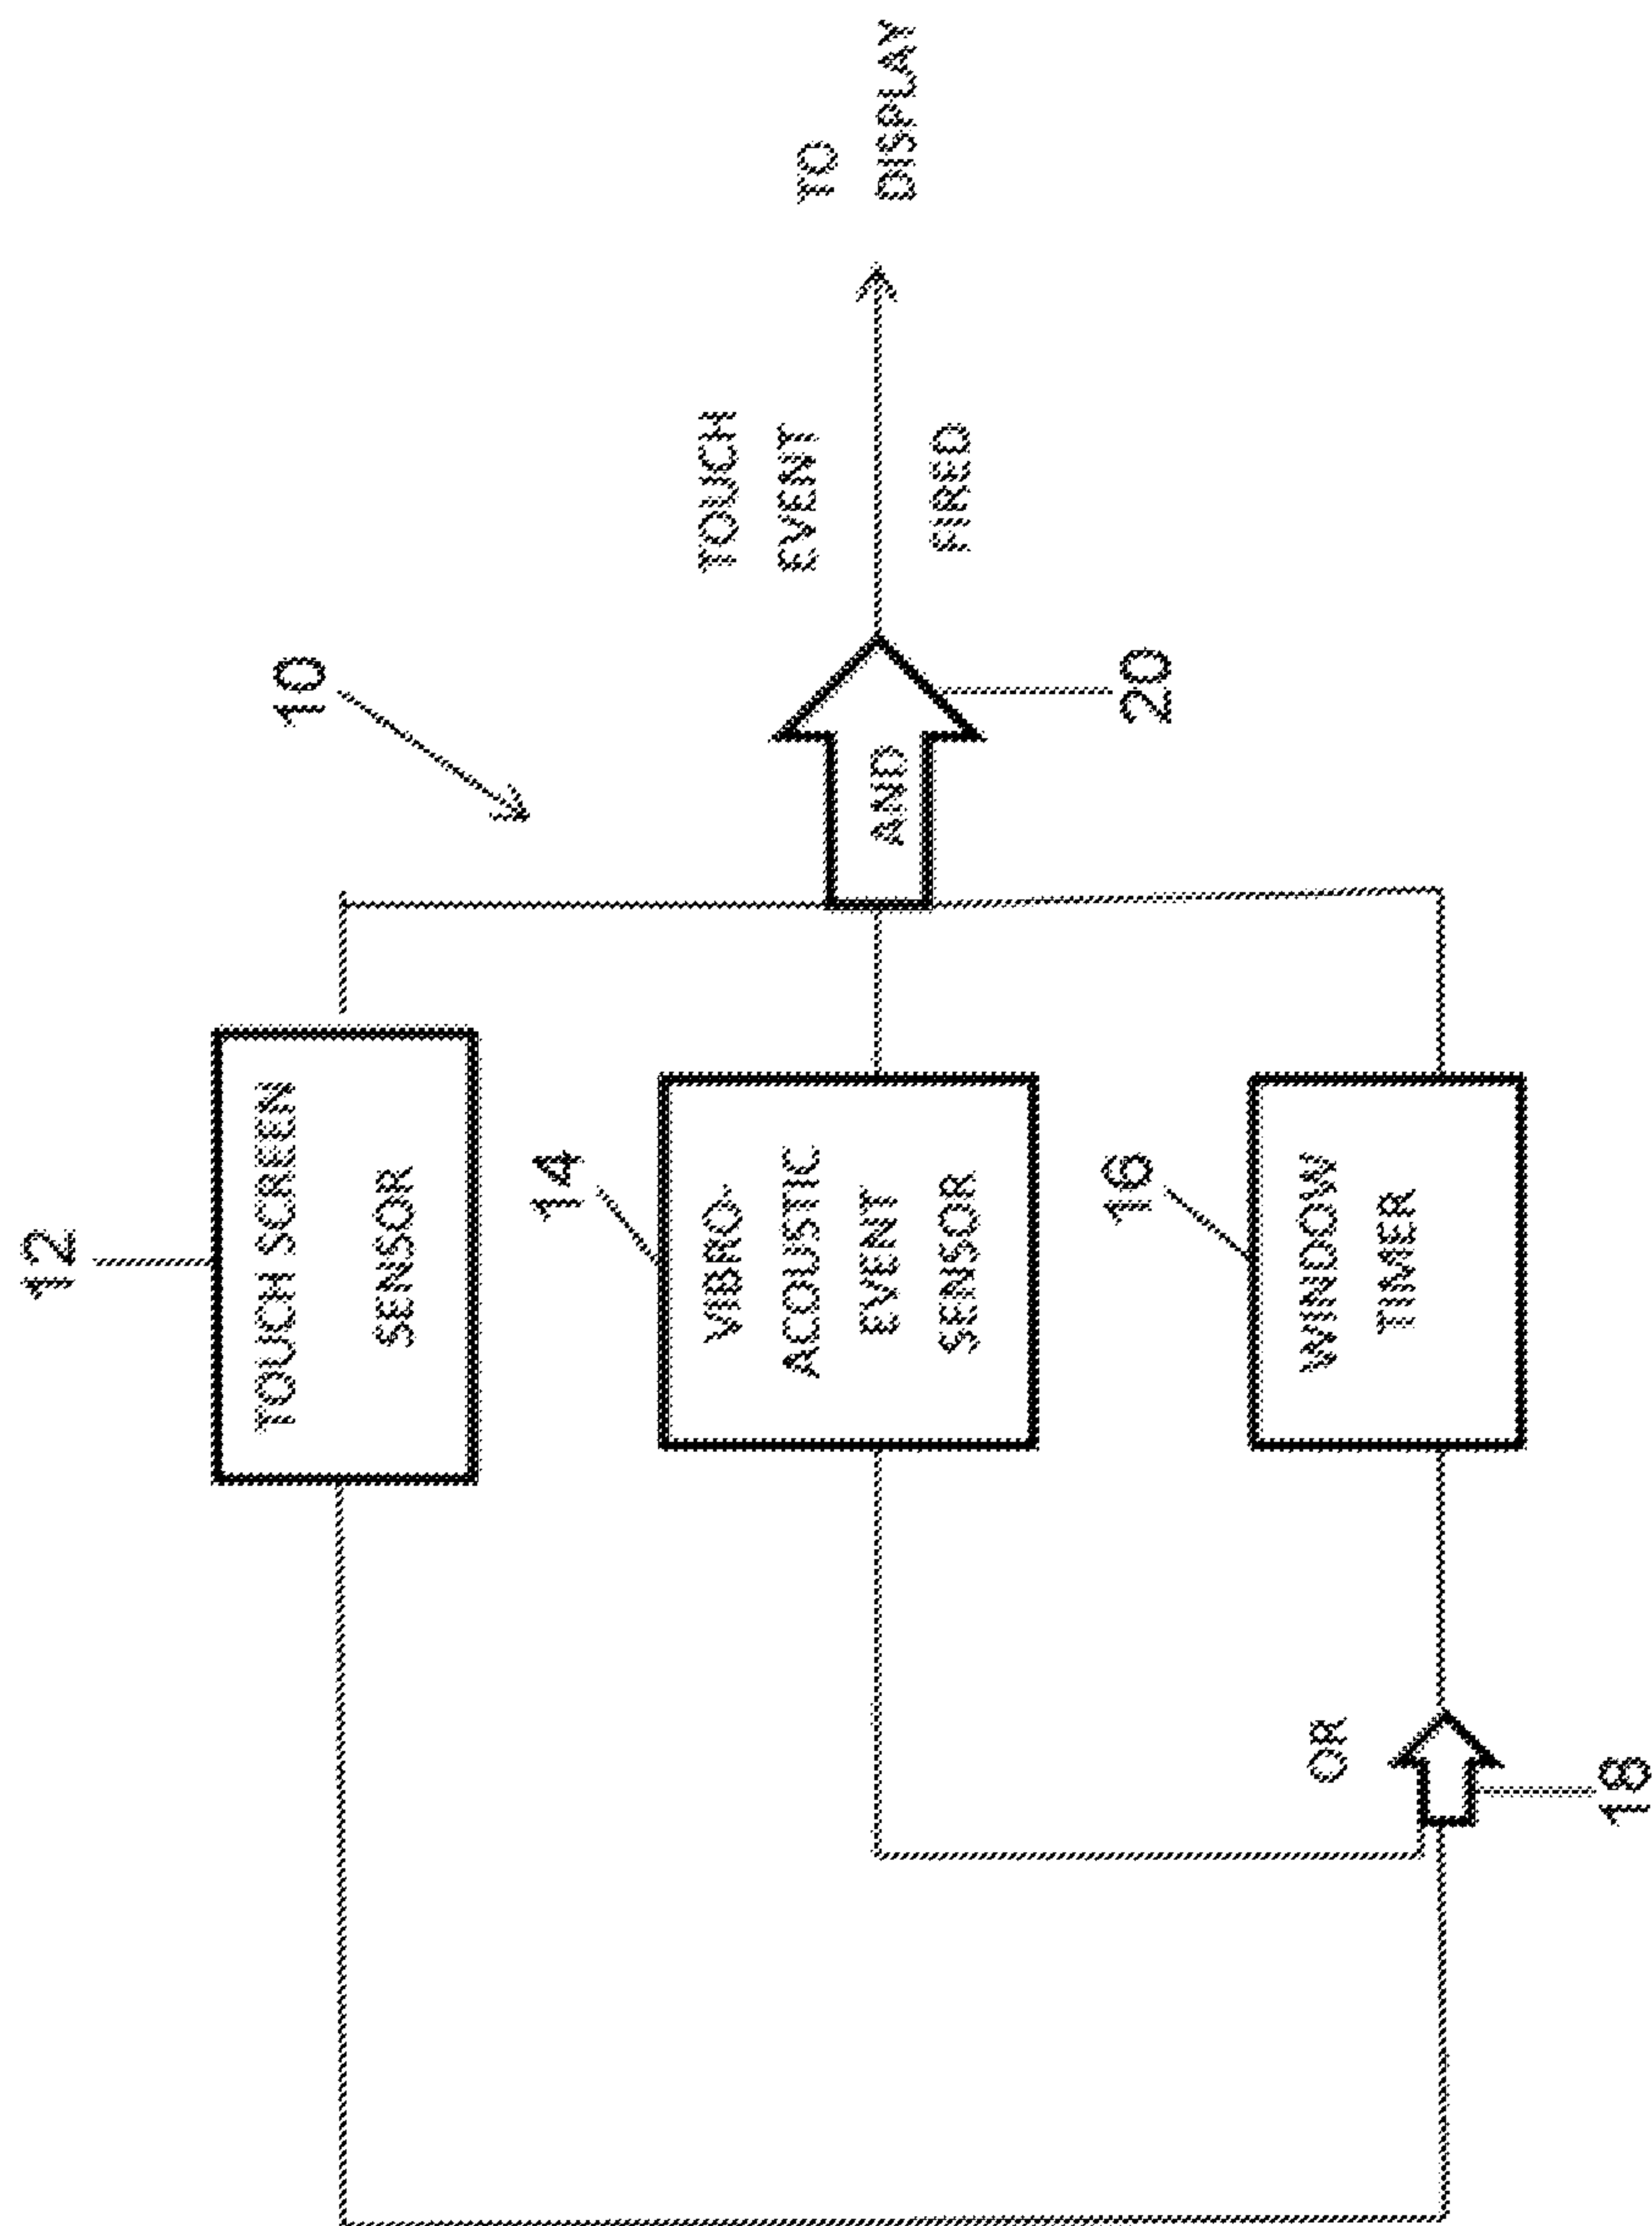 12
TOUCH SCREEN
SENSOR
10
14
VIBRO-
ACOUSTIC
EVENT
SENSOR
TOUCH
EVENT
FIRED
TO
DISPLAY
AND
20
16
WINDOW
TIMER
OR
18